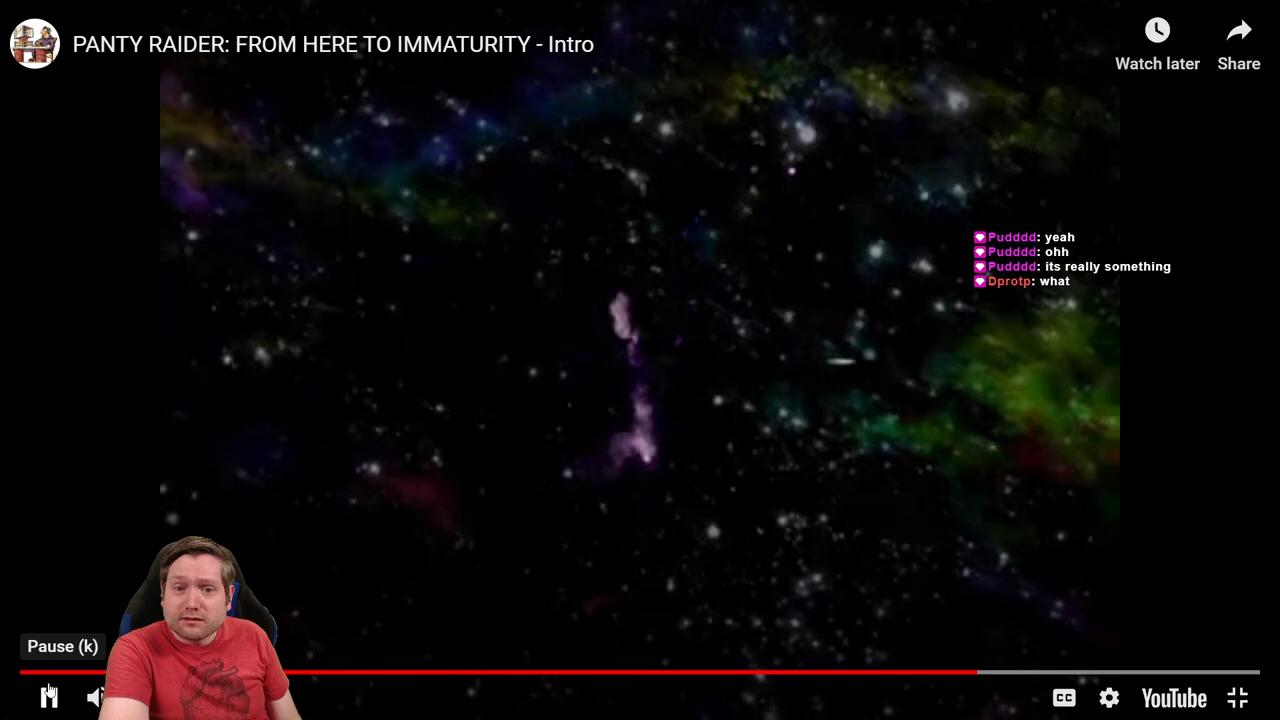 PANTY RAIDER: FROM HERE TO IMMATURITY - Intro
Watch later
Share
Pudddd: yeah
Pudddd: ohh
Pudddd: its really something
Dprotp: what
Pause (k)
CC
YouTube